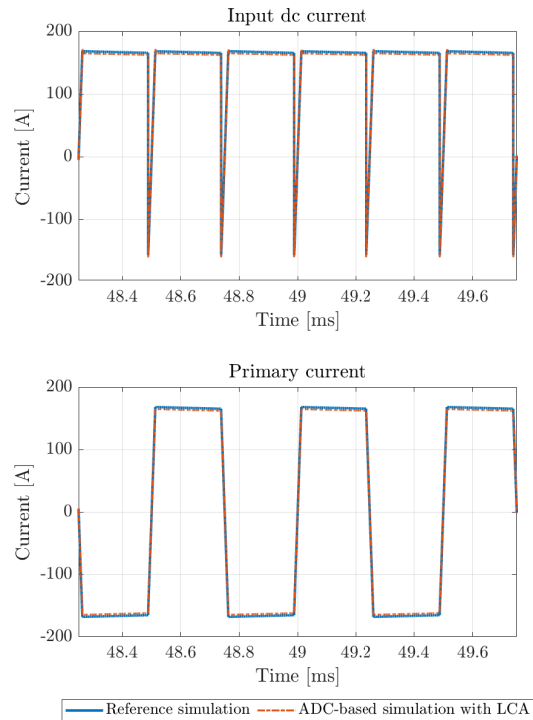 Input dc current
200
100
0
-100
-200
Current [A]
48.4 48.6 48.8 49 49.2 49.4 49.6
Time [ms]
Primary current
200
100
0
-100
-200
Current [A]
48.4 48.6 48.8 49 49.2 49.4 49.6
Time [ms]
Reference simulation ADC-based simulation with LCA